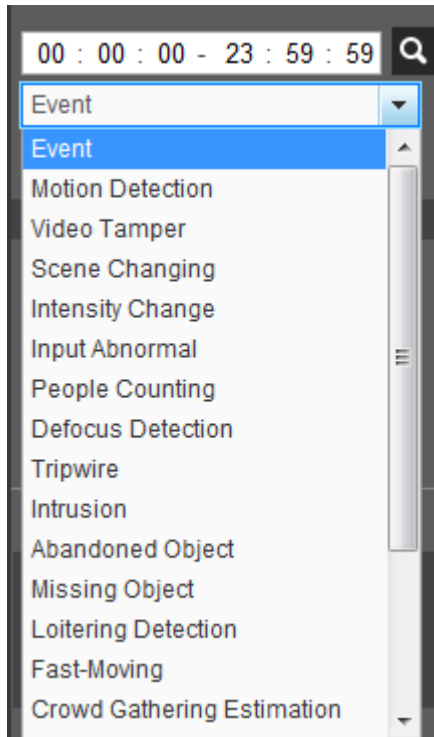 00 : 00 : 00 - 23 : 59 : 59
Event
Event
Motion Detection
Video Tamper
Scene Changing
Intensity Change
Input Abnormal
People Counting
Defocus Detection
Tripwire
Intrusion
Abandoned Object
Missing Object
Loitering Detection
Fast-Moving
Crowd Gathering Estimation